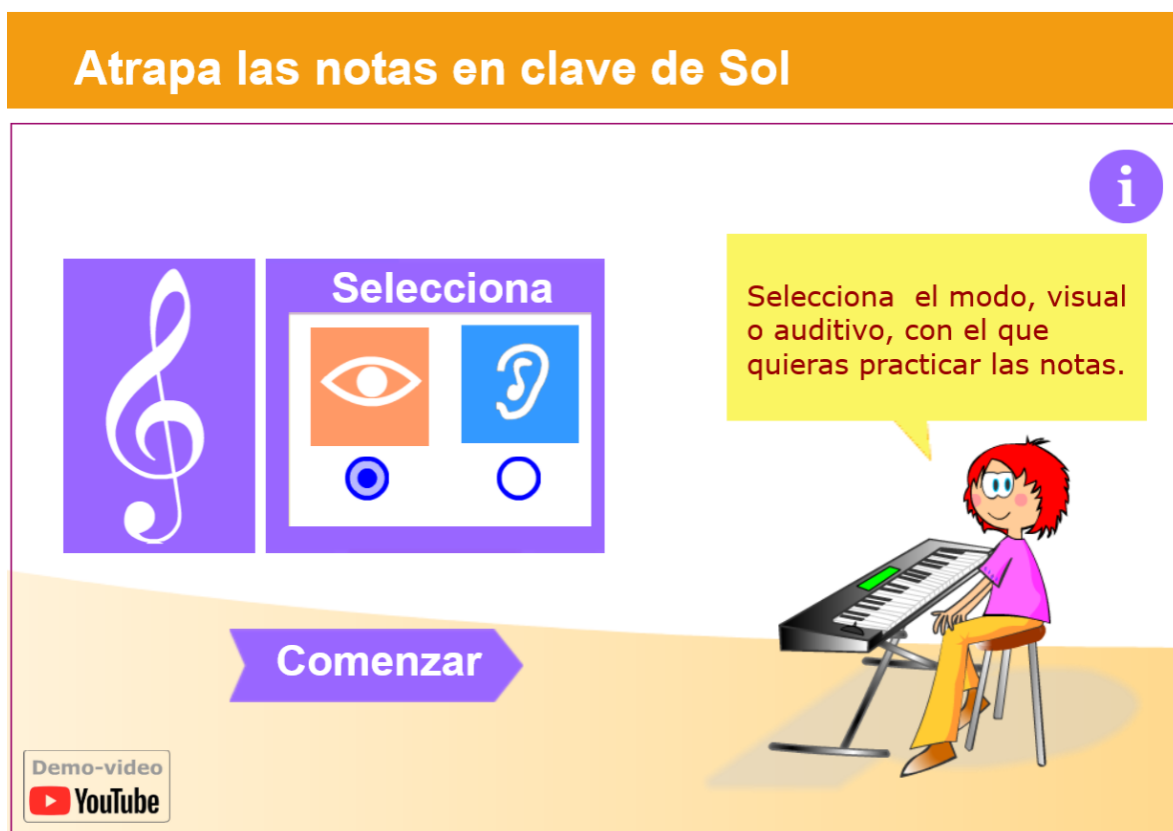 Atrapa las notas en clave de Sol
i
Selecciona
Selecciona el modo, visual
o auditivo, con el que
quieras practicar las notas.
Comenzar
Demo-video
YouTube